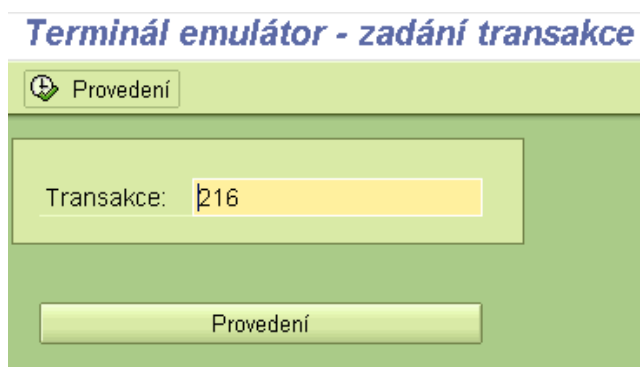 Terminál emulátor - zadání transakce
Provedení
Transakce: 216
Provedení